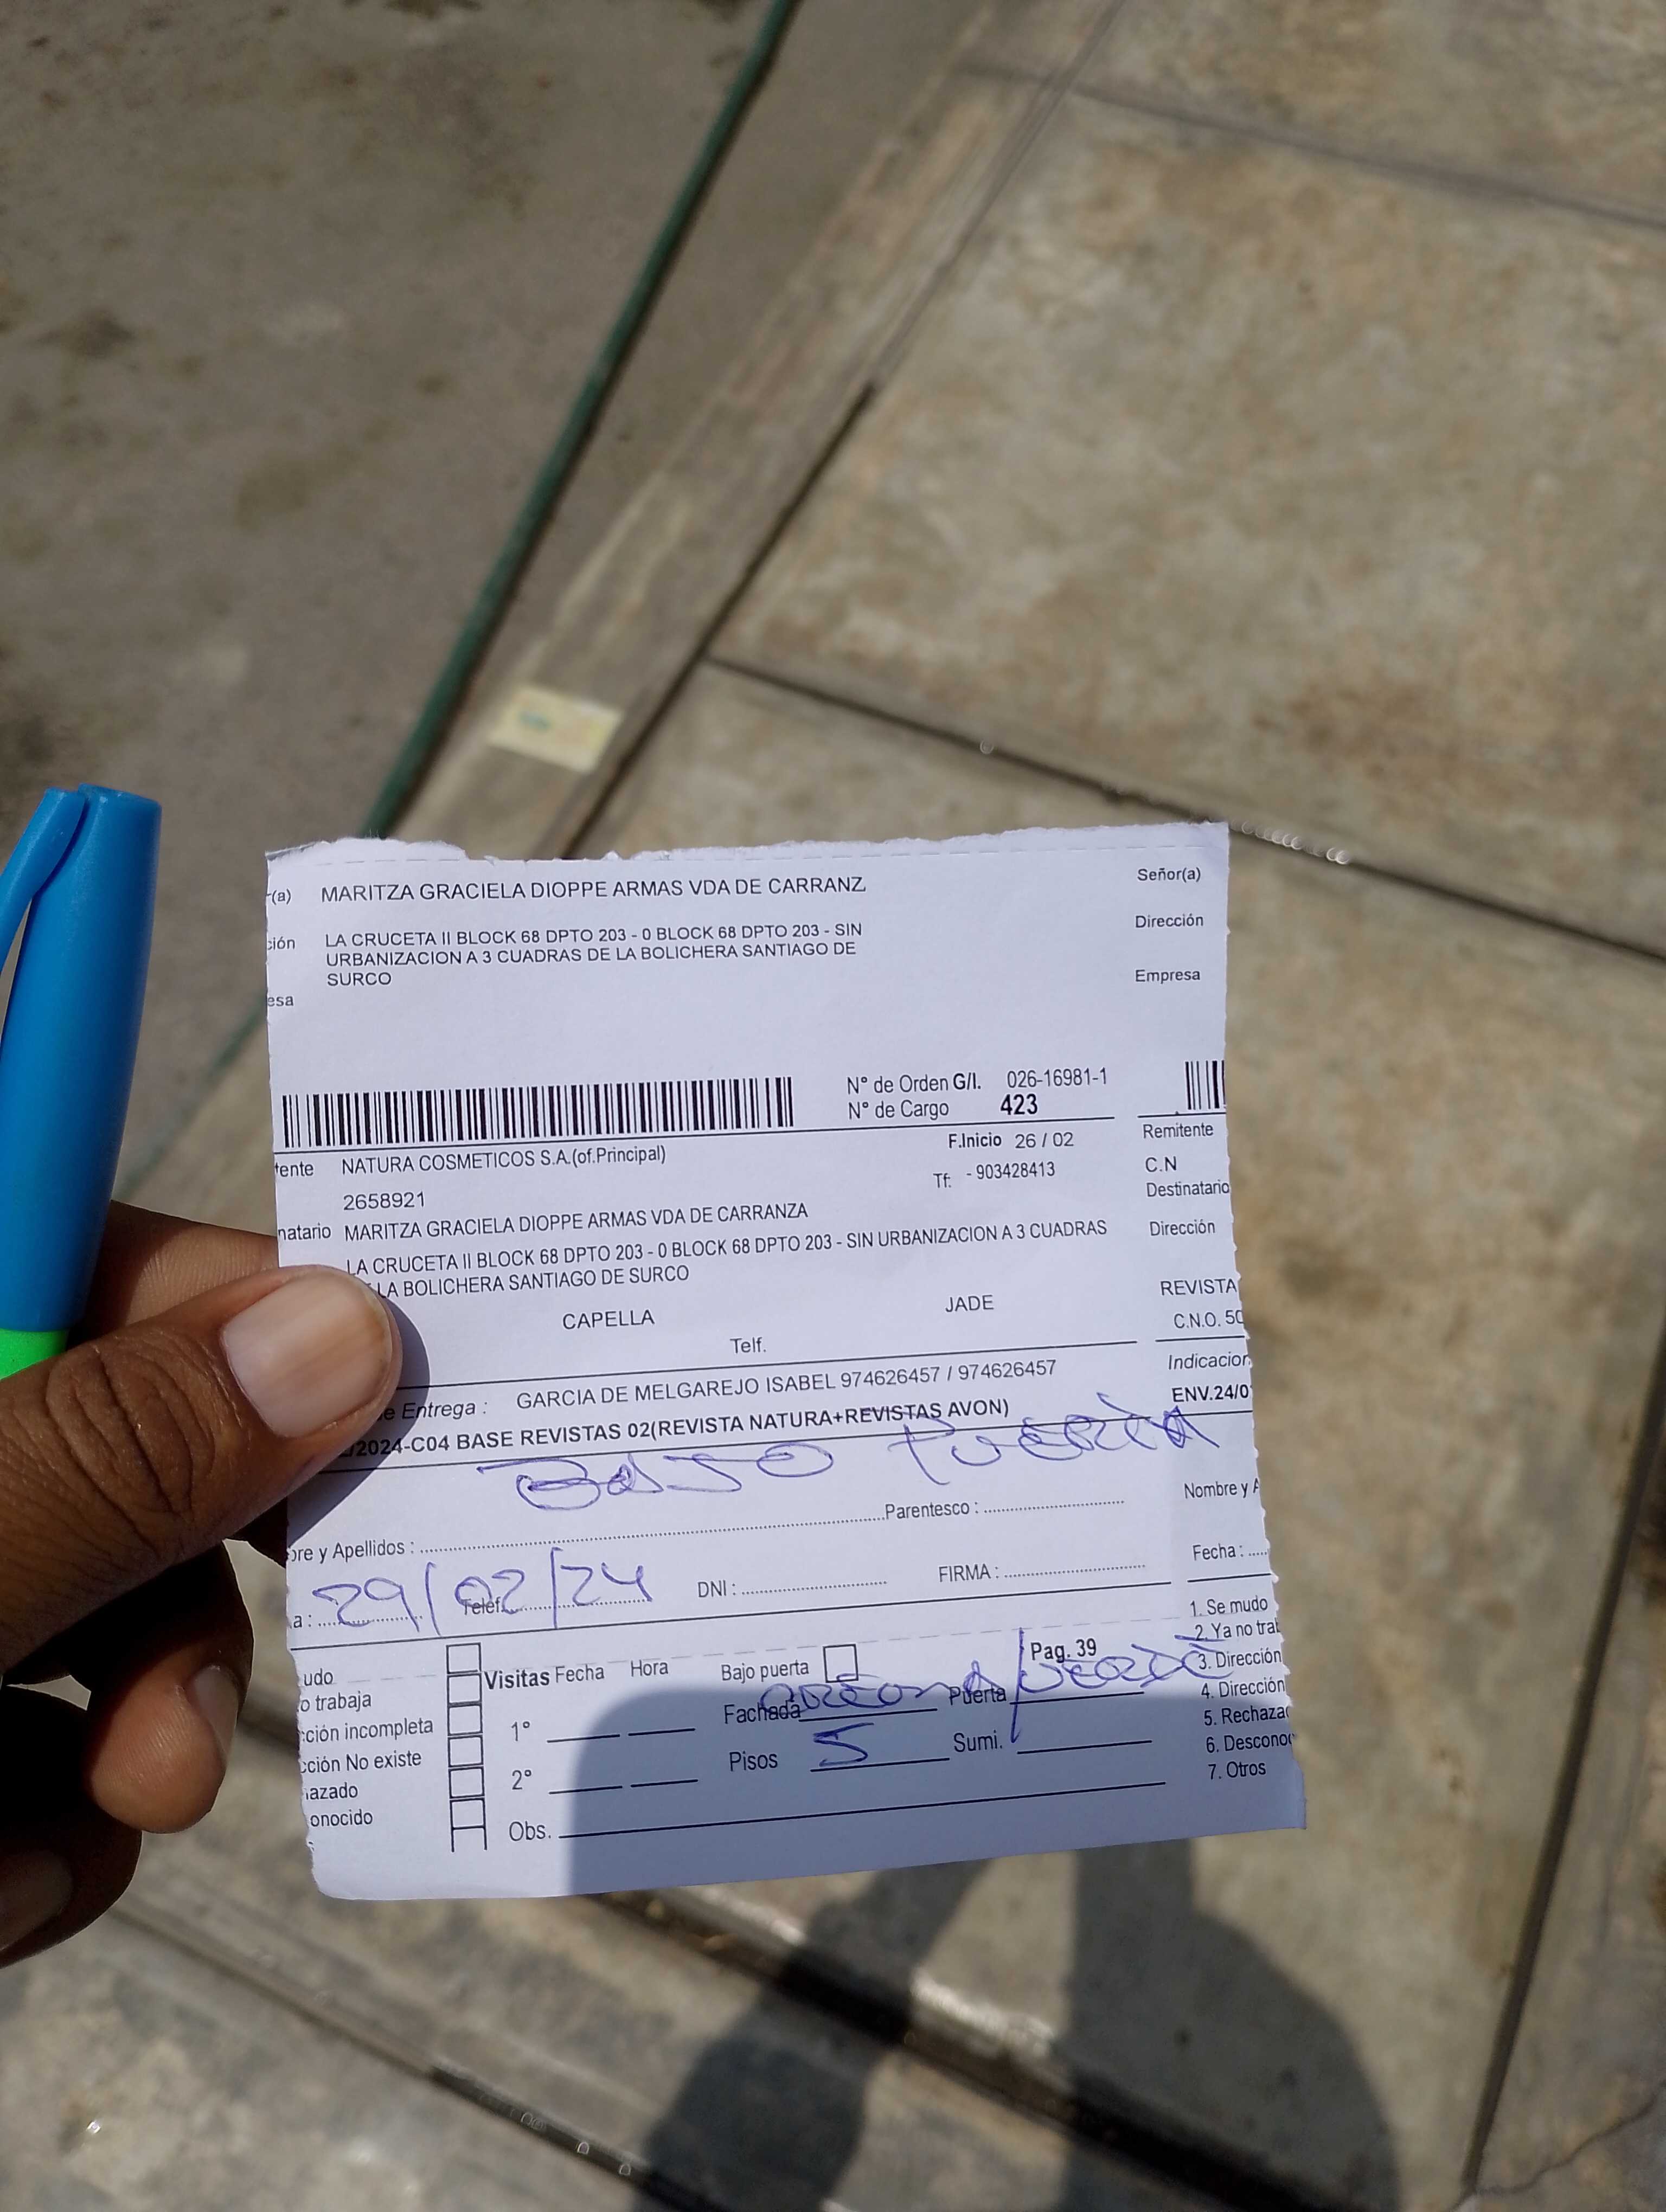 r(a) MARITZA GRACIELA DIOPPE ARMAS VDA DE CARRANZ Señor(a)
ción LA CRUCETA II BLOCK 68 DPTO 203 - 0 BLOCK 68 DPTO 203 - SIN Dirección
URBANIZACION A 3 CUADRAS DE LA BOLICHERA SANTIAGO DE
SURCO Empresa
esa
N° de Orden G/I. 026-16981-1
N° de Cargo 423
tente NATURA COSMETICOS S.A.(of.Principal) F.Inicio 26 / 02 Remitente
2658921 Tf: - 903428413 C.N
natario MARITZA GRACIELA DIOPPE ARMAS VDA DE CARRANZA Destinatario
LA CRUCETA II BLOCK 68 DPTO 203 - 0 BLOCK 68 DPTO 203 - SIN URBANIZACION A 3 CUADRAS Dirección
LA BOLICHERA SANTIAGO DE SURCO
CAPELLA JADE REVISTA
Telf. C.N.O. 50
e Entrega : GARCIA DE MELGAREJO ISABEL 974626457 / 974626457 Indicacion
/2024-C04 BASE REVISTAS 02(REVISTA NATURA+REVISTAS AVON) ENV.24/0
BAJO PUERTA
bre y Apellidos : Parentesco : Nombre y A
a : 29/02/24 Teléf. DNI : FIRMA : Fecha :
udo Visitas Fecha Hora Bajo puerta Pag. 39 1. Se mudo
o trabaja 2. Ya no trab
cción incompleta 1° Fachada CREMA Puerta VERDE 3. Dirección
cción No existe 2° Pisos 5 Sumi. 4. Dirección
hazado 5. Rechaza
onocido Obs. 6. Descono
7. Otros